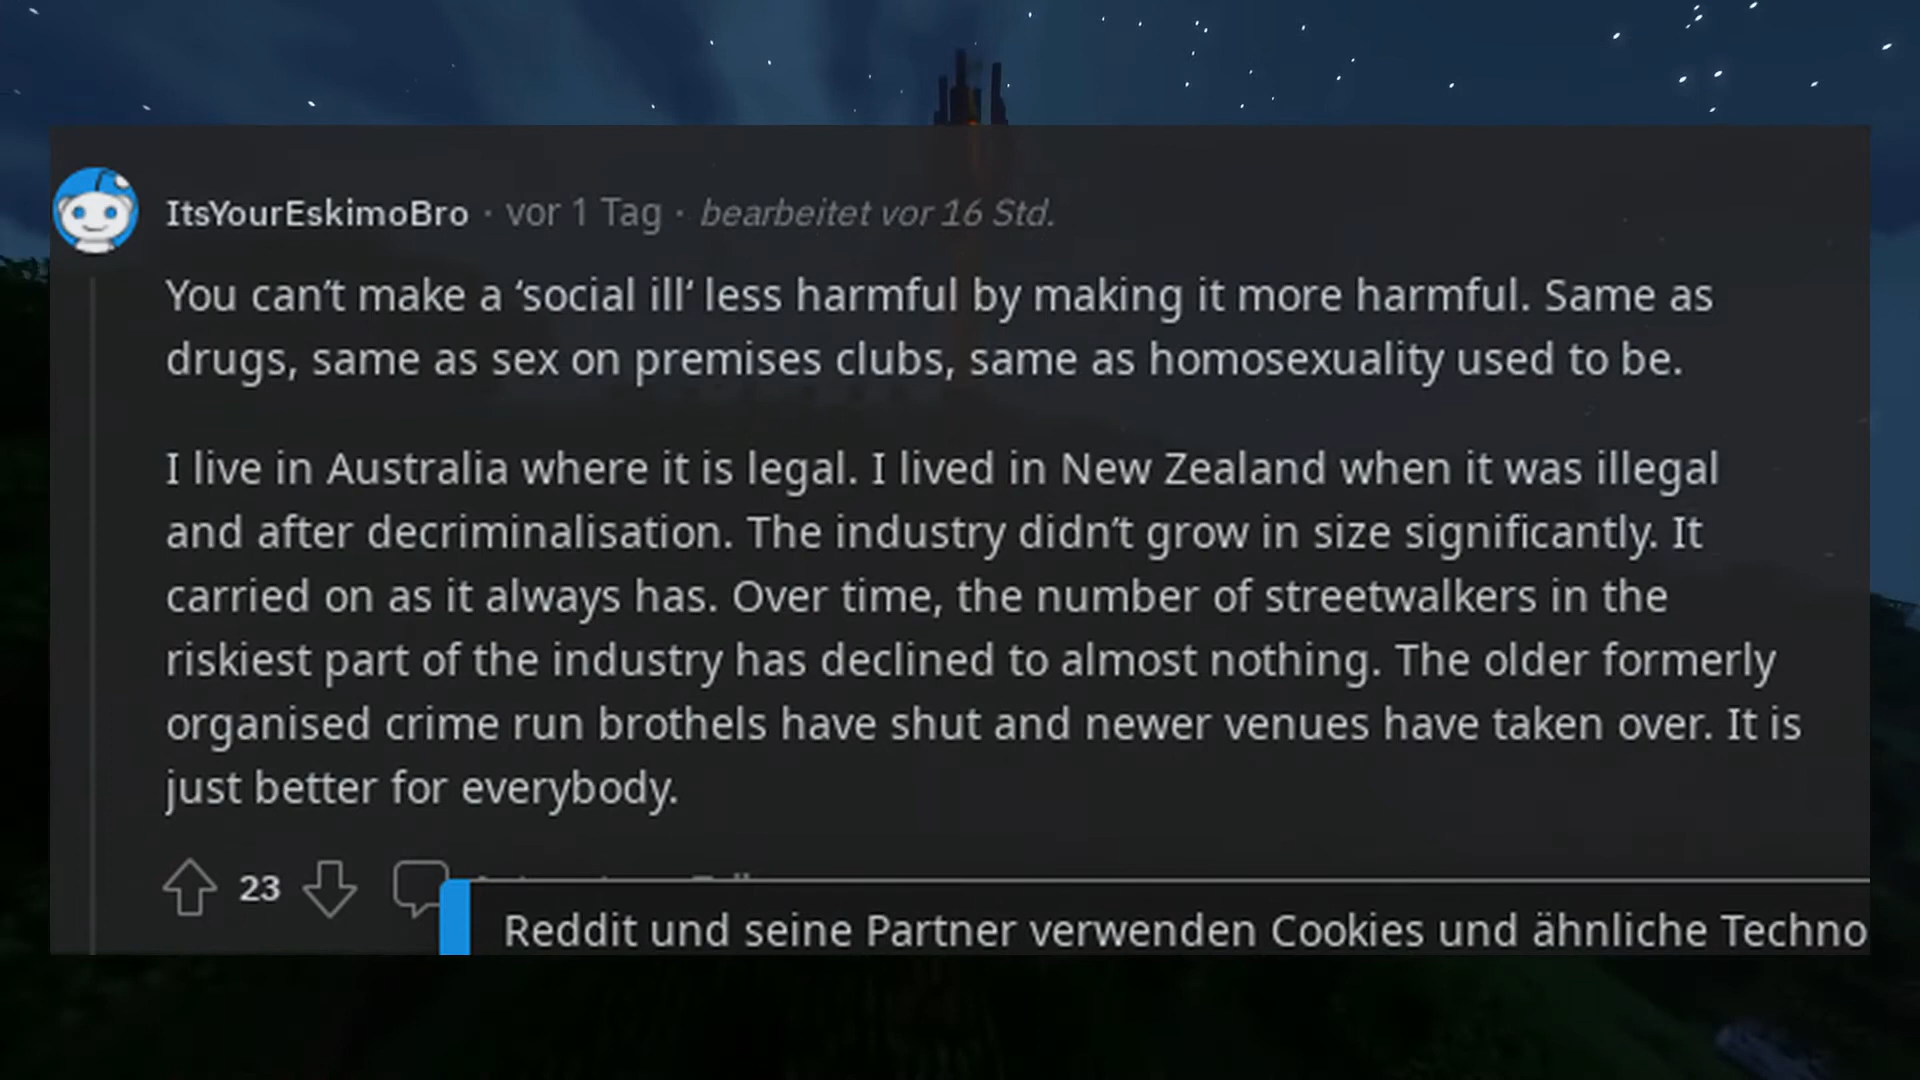 ItsYourEskimoBro · vor 1 Tag · bearbeitet vor 16 Std.
You can’t make a ‘social ill‘ less harmful by making it more harmful. Same as
drugs, same as sex on premises clubs, same as homosexuality used to be.
I live in Australia where it is legal. I lived in New Zealand when it was illegal
and after decriminalisation. The industry didn’t grow in size significantly. It
carried on as it always has. Over time, the number of streetwalkers in the
riskiest part of the industry has declined to almost nothing. The older formerly
organised crime run brothels have shut and newer venues have taken over. It is
just better for everybody.
23
Reddit und seine Partner verwenden Cookies und ähnliche Techno